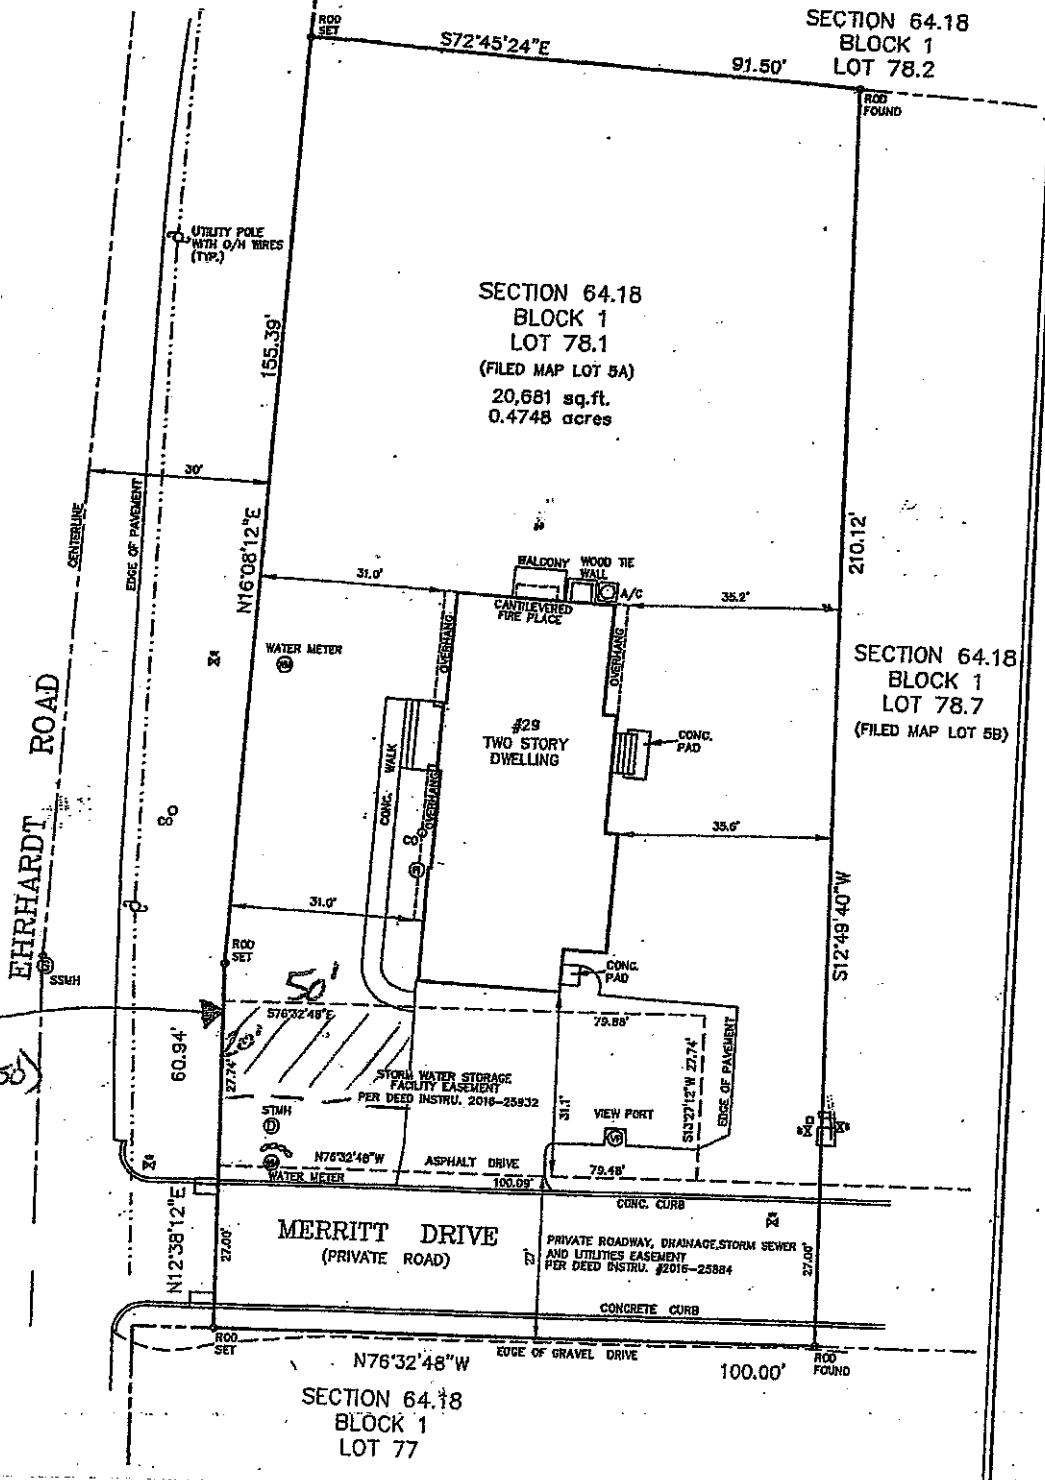 ROD
SET
S72°45'24"E
91.50'
SECTION 64.18
BLOCK 1
LOT 78.2
ROD
FOUND
UTILITY POLE
WITH O/H WIRES
(TYP.)
155.39'
SECTION 64.18
BLOCK 1
LOT 78.1
(FILED MAP LOT 5A)
20,681 sq.ft.
0.4748 acres
30'
CENTERLINE
EDGE OF PAVEMENT
N16°08'12"E
210.12'
BALCONY
WOOD TIE
WALL
A/C
31.0'
CANTILEVERED
FIRE PLACE
35.2'
OVERHANG
OVERHANG
WATER METER
WM
SECTION 64.18
BLOCK 1
LOT 78.7
(FILED MAP LOT 5B)
#29
TWO STORY
DWELLING
CONC.
PAD
CONC. WALK
OVERHANG
EHRHARDT ROAD
CO
CO
35.6'
31.0'
S12°49'40"W
ROD
SET
SSMH
CONC.
PAD
50'
S76°32'48"E
79.88'
60.94'
27.74'
STORM WATER STORAGE
FACILITY EASEMENT
PER DEED INSTRU. 2016-25932
31.1'
S13°27'12"W 27.74'
EDGE OF PAVEMENT
STMH
D
VIEW PORT
VP
N76°32'48"W
ASPHALT DRIVE
79.48'
WM
WATER METER
100.09'
CONC. CURB
N12°38'12"E
27.00'
MERRITT DRIVE
(PRIVATE ROAD)
27'
PRIVATE ROADWAY, DRAINAGE, STORM SEWER
AND UTILITIES EASEMENT
PER DEED INSTRU. #2016-25884
27.00'
CONCRETE CURB
ROD
SET
N76°32'48"W
EDGE OF GRAVEL DRIVE
100.00'
ROD
FOUND
SECTION 64.18
BLOCK 1
LOT 77